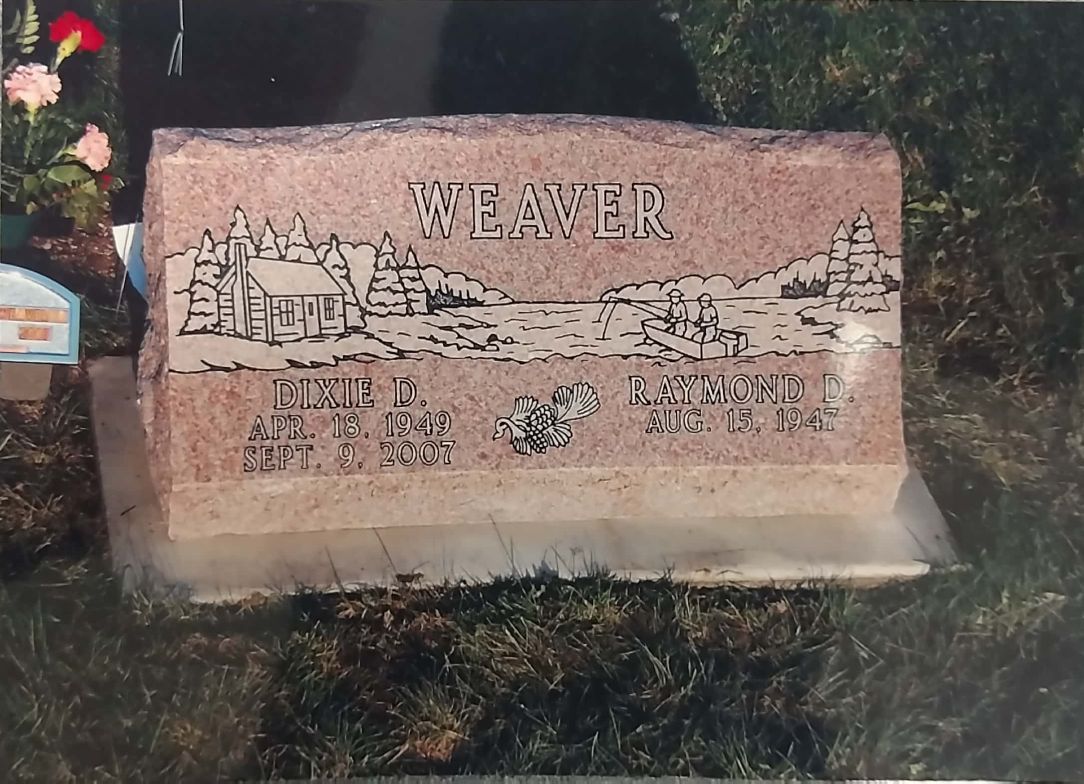 WEAVER
DIXIE D.
APR. 18, 1949
SEPT. 9, 2007
RAYMOND D.
AUG. 15, 1947